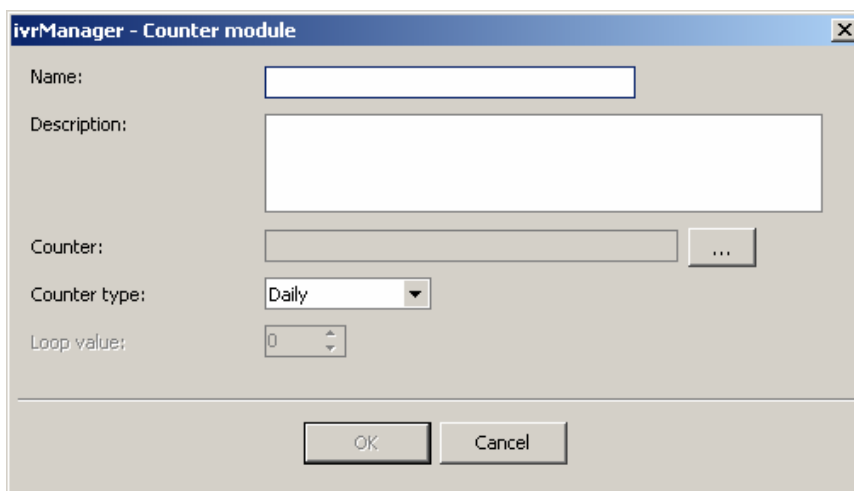 ivrManager - Counter module
Name:
Description:
Counter:
...
Counter type:
Daily
Loop value:
0
OK
Cancel